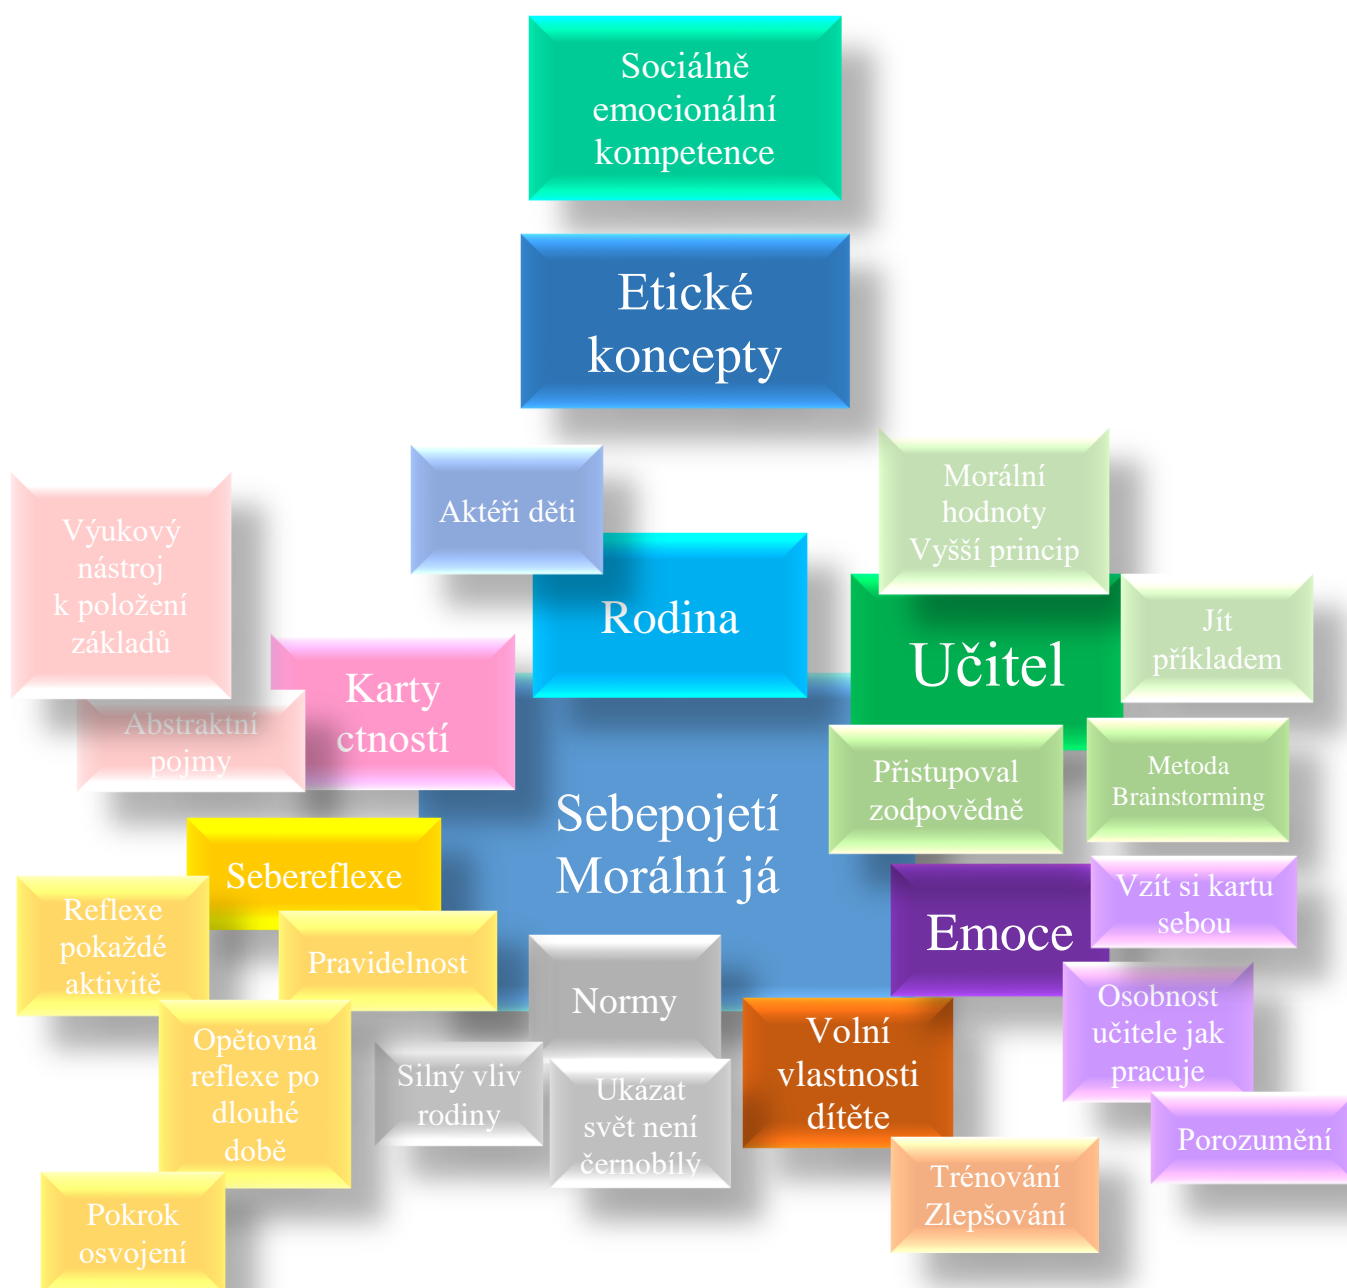 Sociálně
emocionální
kompetence
Etické
koncepty
Aktéři děti
Morální
hodnoty
Vyšší princip
Výukový
nástroj
k položení
základů
Rodina
Učitel
Jít
příkladem
Karty
ctností
Abstraktní
pojmy
Přistupoval
zodpovědně
Metoda
Brainstorming
Sebepojetí
Morální já
Sebereflexe
Vzít si kartu
sebou
Emoce
Reflexe
pokaždé
aktivitě
Pravidelnost
Normy
Osobnost
učitele jak
pracuje
Volní
vlastnosti
dítěte
Opětovná
reflexe po
dlouhé
době
Silný vliv
rodiny
Ukázat
svět není
černobílý
Porozumění
Trénování
Zlepšování
Pokrok
osvojení